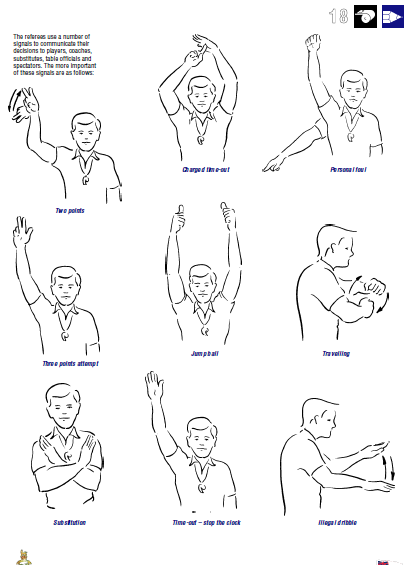 18
The referees use a number of
signals to communicate their
decisions to players, coaches,
substitutes, table officials and
spectators. The more important
of these signals are as follows:
Charged time-out
Personal foul
Two points
Jump ball
Travelling
Three points attempt
Substitution
Time-out – stop the clock
Illegal dribble